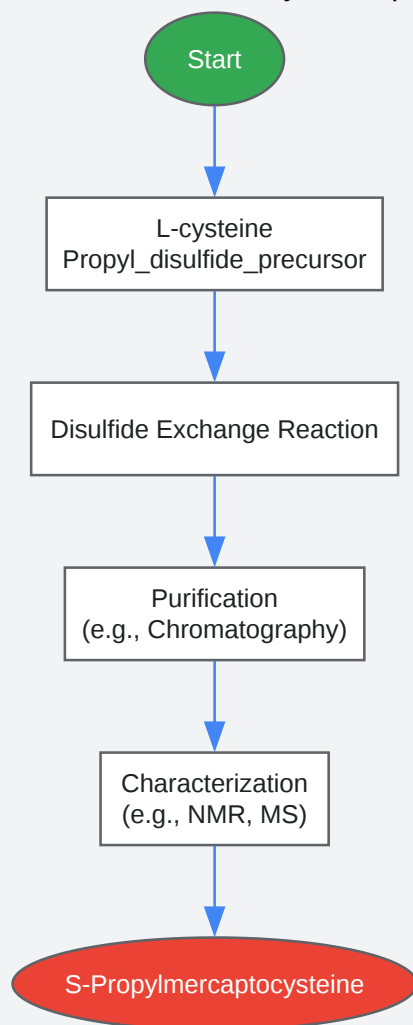 Start
L-cysteine
Propyl_disulfide_precursor
Disulfide Exchange Reaction
Purification
(e.g., Chromatography)
Characterization
(e.g., NMR, MS)
S-Propylmercaptocysteine